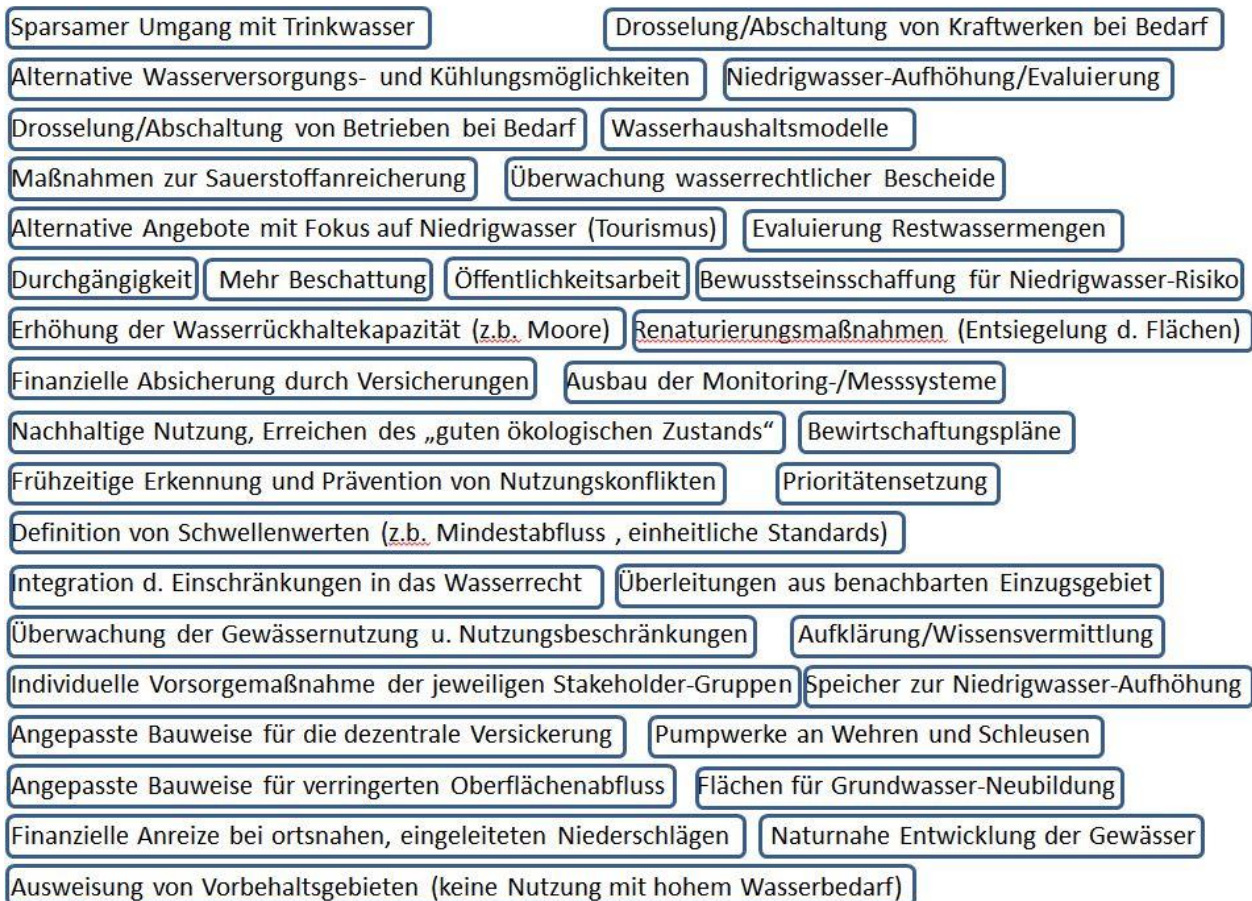 Sparsamer Umgang mit Trinkwasser Drosselung/Abschaltung von Kraftwerken bei Bedarf
Alternative Wasserversorgungs- und Kühlungsmöglichkeiten Niedrigwasser-Aufhöhung/Evaluierung
Drosselung/Abschaltung von Betrieben bei Bedarf Wasserhaushaltsmodelle
Maßnahmen zur Sauerstoffanreicherung Überwachung wasserrechtlicher Bescheide
Alternative Angebote mit Fokus auf Niedrigwasser (Tourismus) Evaluierung Restwassermengen
Durchgängigkeit Mehr Beschattung Öffentlichkeitsarbeit Bewusstseinsschaffung für Niedrigwasser-Risiko
Erhöhung der Wasserrückhaltekapazität (z.b. Moore) Renaturierungsmaßnahmen (Entsiegelung d. Flächen)
Finanzielle Absicherung durch Versicherungen Ausbau der Monitoring-/Messsysteme
Nachhaltige Nutzung, Erreichen des „guten ökologischen Zustands“ Bewirtschaftungspläne
Frühzeitige Erkennung und Prävention von Nutzungskonflikten Prioritätensetzung
Definition von Schwellenwerten (z.b. Mindestabfluss , einheitliche Standards)
Integration d. Einschränkungen in das Wasserrecht Überleitungen aus benachbarten Einzugsgebiet
Überwachung der Gewässernutzung u. Nutzungsbeschränkungen Aufklärung/Wissensvermittlung
Individuelle Vorsorgemaßnahme der jeweiligen Stakeholder-Gruppen Speicher zur Niedrigwasser-Aufhöhung
Angepasste Bauweise für die dezentrale Versickerung Pumpwerke an Wehren und Schleusen
Angepasste Bauweise für verringerten Oberflächenabfluss Flächen für Grundwasser-Neubildung
Finanzielle Anreize bei ortsnahen, eingeleiteten Niederschlägen Naturnahe Entwicklung der Gewässer
Ausweisung von Vorbehaltsgebieten (keine Nutzung mit hohem Wasserbedarf)